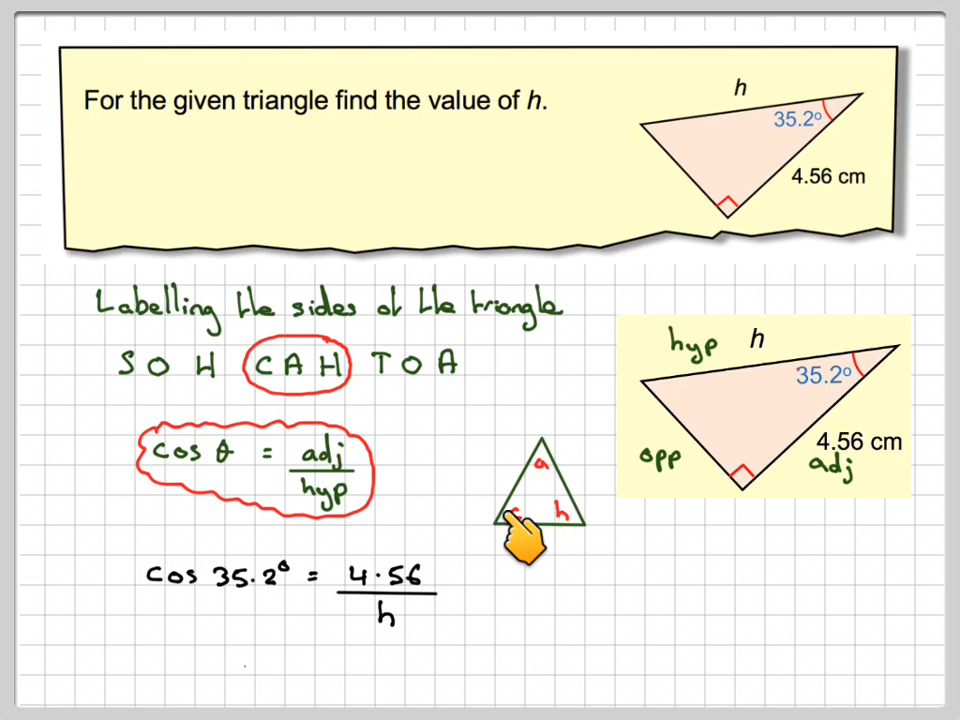 For the given triangle find the value of h.
h
35.2°
4.56 cm
Labelling the sides of the triangle
S O H C A H T O A
hyp h
35.2°
4.56 cm
opp
adj
cos θ = adj
hyp
a
h
cos 35.2° = 4.56
h